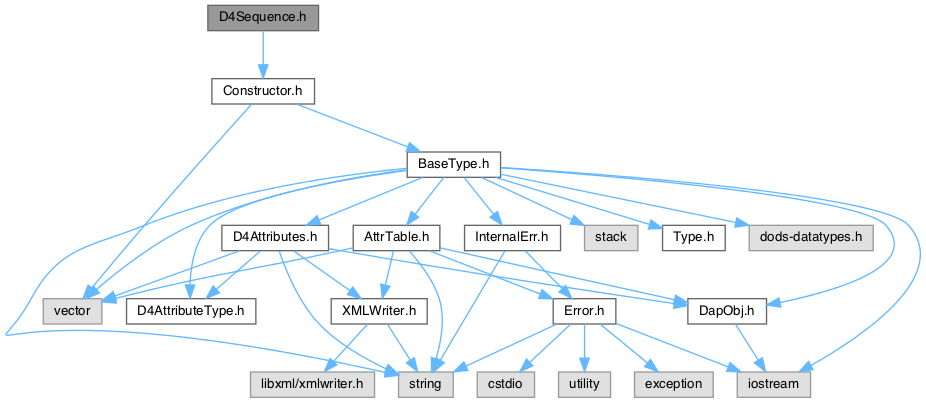 D4Sequence.h
Constructor.h
BaseType.h
D4Attributes.h
AttrTable.h
InternalErr.h
stack
Type.h
dods-datatypes.h
vector
D4AttributeType.h
XMLWriter.h
Error.h
DapObj.h
libxml/xmlwriter.h
string
cstdio
utility
exception
iostream